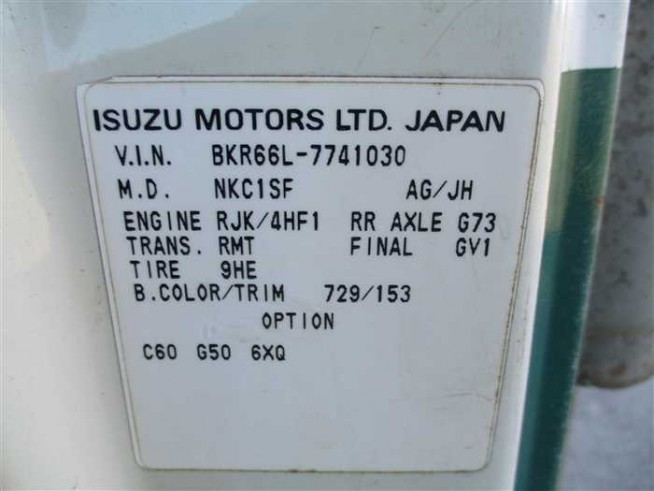 ISUZU MOTORS LTD. JAPAN
V.I.N. BKR66L-7741030
M.D. NKC1SF AG/JH
ENGINE RJK/4HF1 RR AXLE G73
TRANS. RMT FINAL GV1
TIRE 9HE
B.COLOR/TRIM 729/153
OPTION
C60 G50 6XQ